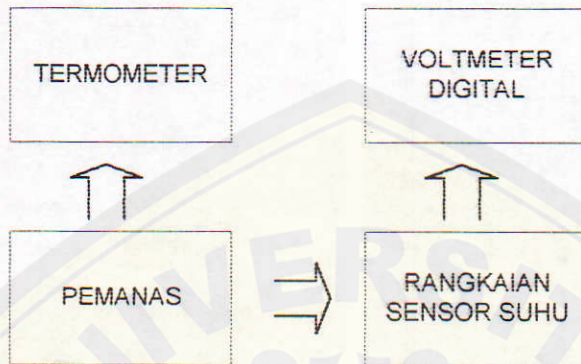 TERMOMETER
VOLTMETER
DIGITAL
PEMANAS
RANGKAIAN
SENSOR SUHU